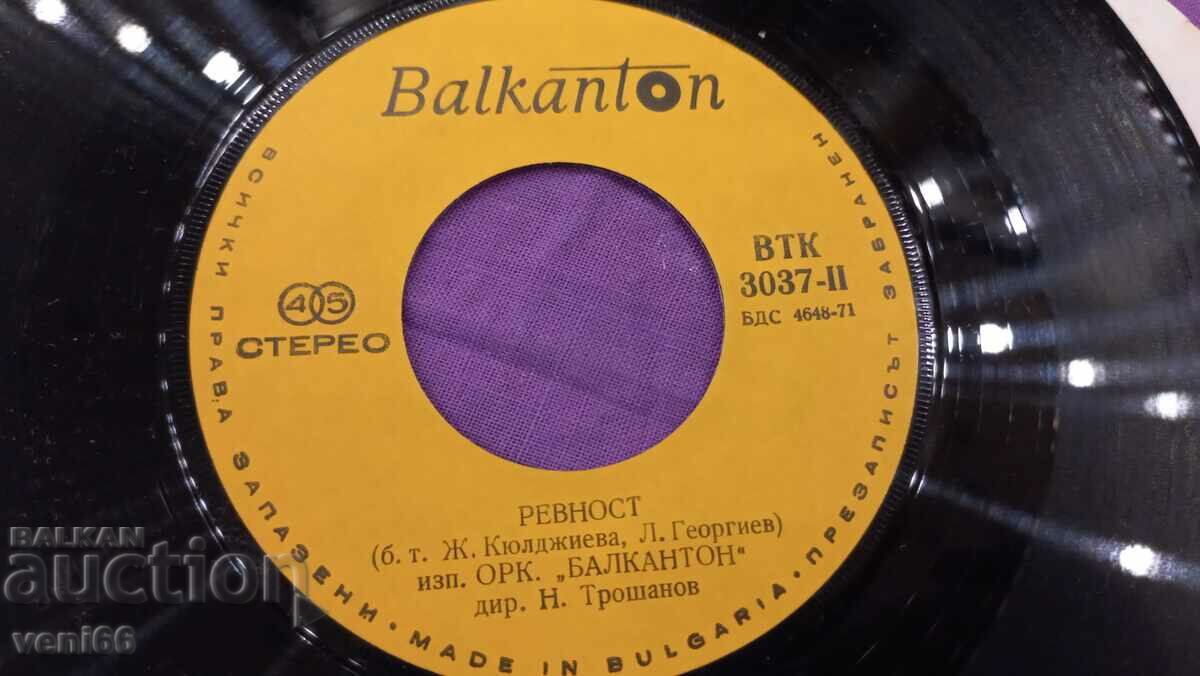 Balkanton
ВСИЧКИ ПРАВА ЗАПАЗЕНИ • MADE IN BULGARIA • ПРЕЗАПИСЪТ ЗАБРАНЕН
45
СТЕРЕО
ВТК
3037-II
БДС 4648-71
РЕВНОСТ
(б. т. Ж. Кюлджиева, Л. Георгиев)
изп. ОРК. „БАЛКАНТОН"
дир. Н. Трошанов
BALKAN
auction
veni66